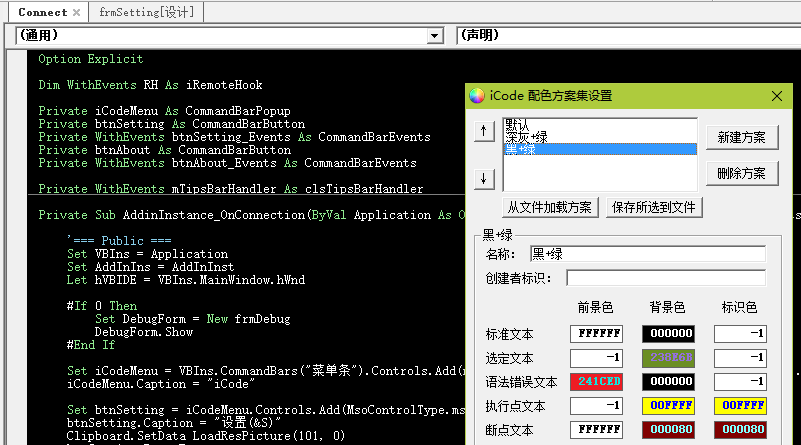 Connect
frmSetting[设计]
(通用)
(声明)
Option Explicit
Dim WithEvents RH As iRemoteHook
Private iCodeMenu As CommandBarPopup
Private btnSetting As CommandBarButton
Private WithEvents btnSetting_Events As CommandBarEvents
Private btnAbout As CommandBarButton
Private WithEvents btnAbout_Events As CommandBarEvents
Private WithEvents mTipsBarHandler As clsTipsBarHandler
Private Sub AddinInstance_OnConnection(ByVal Application As O
'=== Public ===
Set VBIns = Application
Set AddInIns = AddInInst
Let hVBIDE = VBIns.MainWindow.hWnd
#If 0 Then
Set DebugForm = New frmDebug
DebugForm.Show
#End If
Set iCodeMenu = VBIns.CommandBars("菜单条").Controls.Add(
iCodeMenu.Caption = "iCode"
Set btnSetting = iCodeMenu.Controls.Add(MsoControlType.ms
btnSetting.Caption = "设置(&S)"
Clipboard.SetData LoadResPicture(101, 0)
iCode 配色方案集设置
↑
默认
深灰+绿
黑+绿
↓
新建方案
删除方案
从文件加载方案
保存所选到文件
黑+绿
名称: 黑+绿
创建者标识:
前景色 背景色 标识色
标准文本 FFFFFF 000000 -1
选定文本 -1 238E6B -1
语法错误文本 241CED 000000 -1
执行点文本 -1 00FFFF 00FFFF
断点文本 FFFFFF 000080 000080